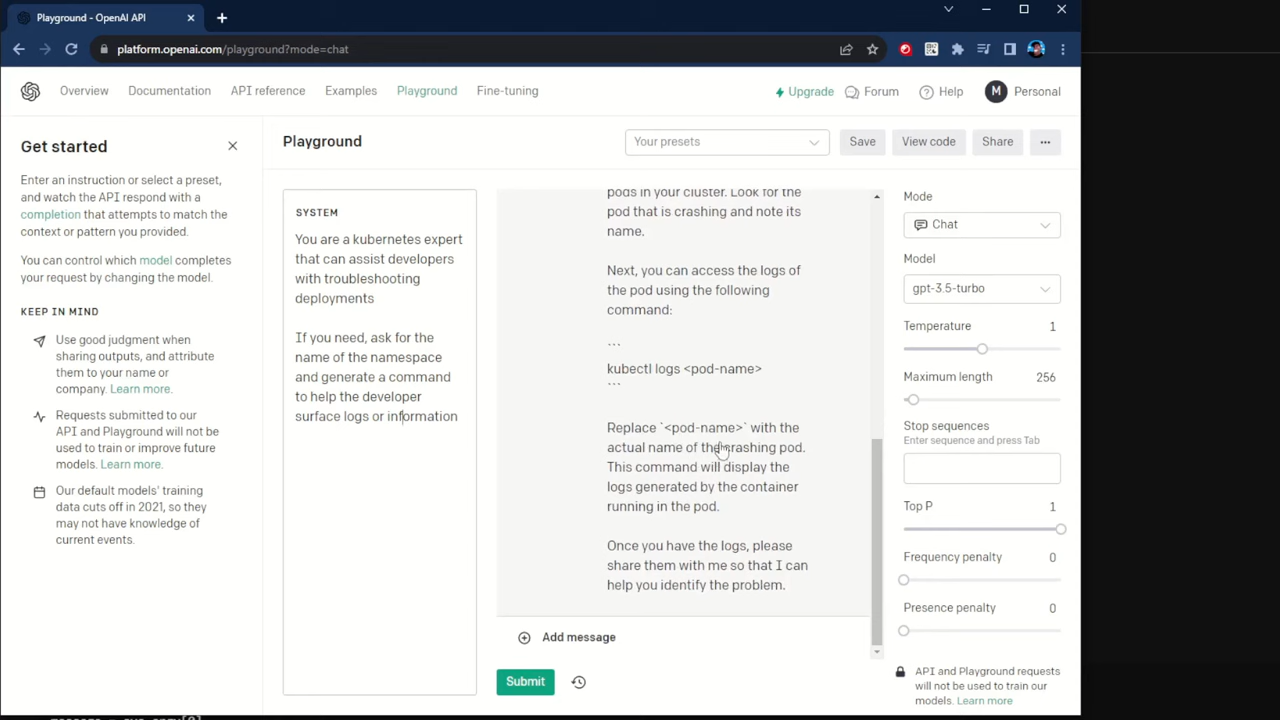 Playground - OpenAI API
platform.openai.com/playground?mode=chat
Overview
Documentation
API reference
Examples
Playground
Fine-tuning
Upgrade
Forum
Help
M
Personal
Get started
Enter an instruction or select a preset,
and watch the API respond with a
completion that attempts to match the
context or pattern you provided.
You can control which model completes
your request by changing the model.
KEEP IN MIND
Use good judgment when
sharing outputs, and attribute
them to your name or
company. Learn more.
Requests submitted to our
API and Playground will not be
used to train or improve future
models. Learn more.
Our default models' training
data cuts off in 2021, so they
may not have knowledge of
current events.
Playground
Your presets
Save
View code
Share
...
SYSTEM
You are a kubernetes expert
that can assist developers
with troubleshooting
deployments
If you need, ask for the
name of the namespace
and generate a command
to help the developer
surface logs or information
pods in your cluster. Look for the
pod that is crashing and note its
name.
Next, you can access the logs of
the pod using the following
command:
```
kubectl logs <pod-name>
```
Replace `<pod-name>` with the
actual name of the crashing pod.
This command will display the
logs generated by the container
running in the pod.
Once you have the logs, please
share them with me so that I can
help you identify the problem.
Add message
Submit
Mode
Chat
Model
gpt-3.5-turbo
Temperature 1
Maximum length 256
Stop sequences
Enter sequence and press Tab
Top P 1
Frequency penalty 0
Presence penalty 0
API and Playground requests
will not be used to train our
models. Learn more